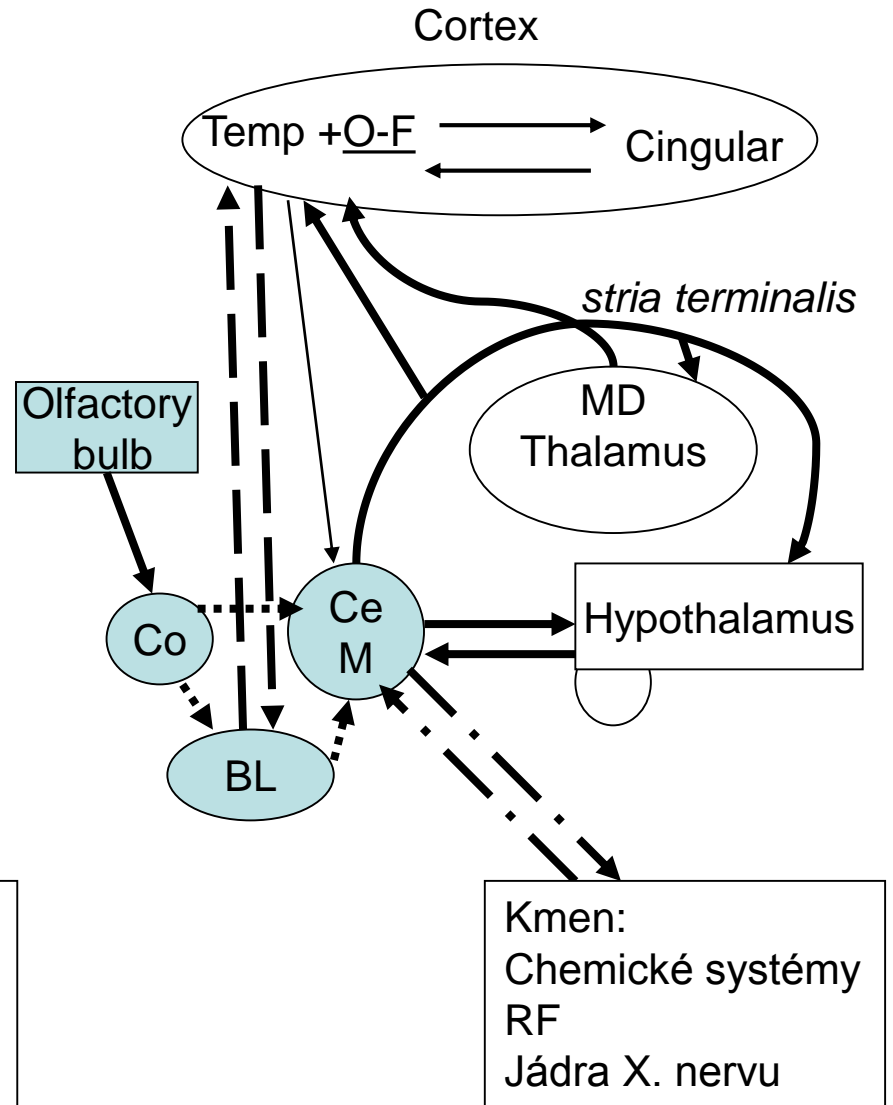 Cortex
Temp +O-F
Cingular
stria terminalis
MD
Thalamus
Olfactory
bulb
Ce
M
Co
Hypothalamus
BL
Kmen:
Chemické systémy
RF
Jádra X. nervu